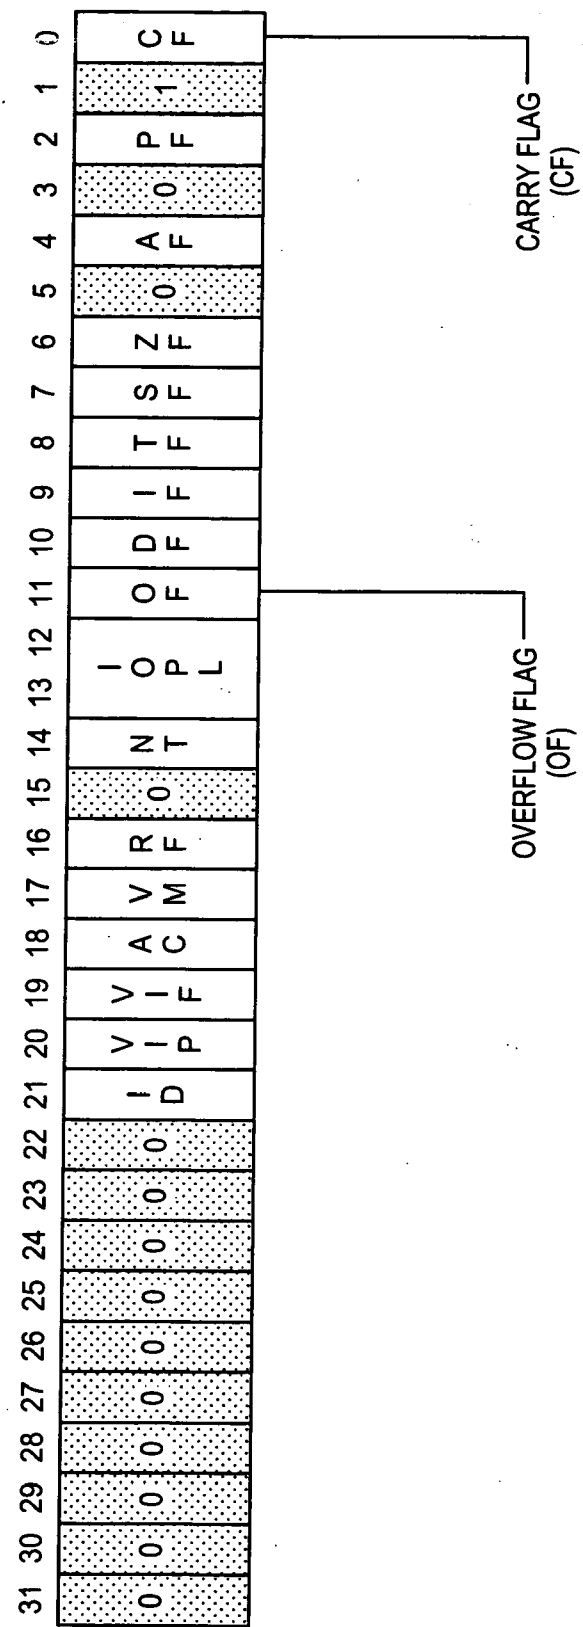 31 30 29 28 27 26 25 24 23 22 21 20 19 18 17 16 15 14 13 12 11 10 9 8 7 6 5 4 3 2 1 0
0 0 0 0 0 0 0 0 0 0 ID VIP VIF AC VM RF 0 NT IOPL OF DF IF TF SF ZF 0 AF 0 PF 1 CF
OVERFLOW FLAG
(OF)
CARRY FLAG
(CF)